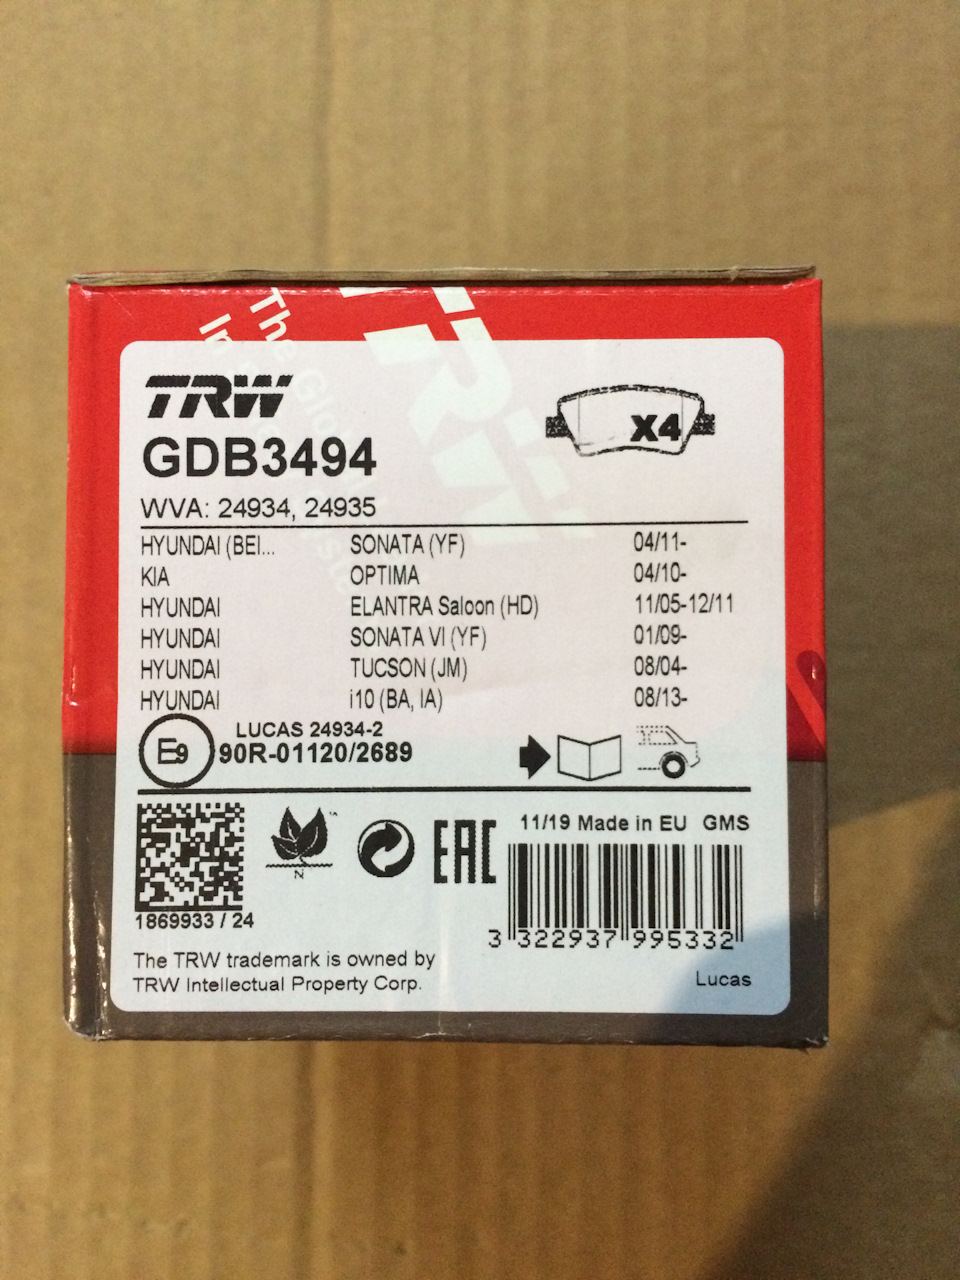 TRW
X4
GDB3494
WVA: 24934, 24935
HYUNDAI (BEI... SONATA (YF) 04/11-
KIA OPTIMA 04/10-
HYUNDAI ELANTRA Saloon (HD) 11/05-12/11
HYUNDAI SONATA VI (YF) 01/09-
HYUNDAI TUCSON (JM) 08/04-
HYUNDAI i10 (BA, IA) 08/13-
LUCAS 24934-2
E9 90R-01120/2689
11/19 Made in EU GMS
N
EAC
1869933 / 24
3 322937 995332
The TRW trademark is owned by
TRW Intellectual Property Corp.
Lucas